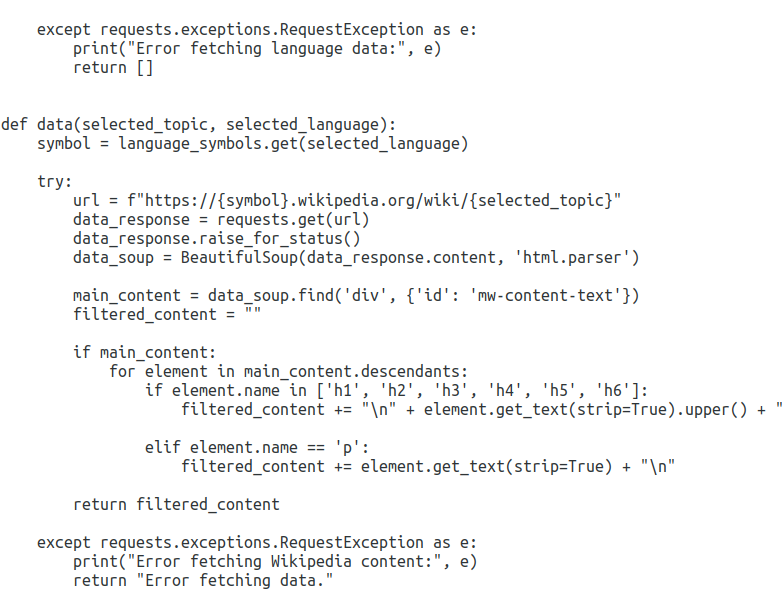 except requests.exceptions.RequestException as e:
        print("Error fetching language data:", e)
        return []


def data(selected_topic, selected_language):
    symbol = language_symbols.get(selected_language)

    try:
        url = f"https://{symbol}.wikipedia.org/wiki/{selected_topic}"
        data_response = requests.get(url)
        data_response.raise_for_status()
        data_soup = BeautifulSoup(data_response.content, 'html.parser')

        main_content = data_soup.find('div', {'id': 'mw-content-text'})
        filtered_content = ""

        if main_content:
            for element in main_content.descendants:
                if element.name in ['h1', 'h2', 'h3', 'h4', 'h5', 'h6']:
                    filtered_content += "\n" + element.get_text(strip=True).upper() + "

                elif element.name == 'p':
                    filtered_content += element.get_text(strip=True) + "\n"

        return filtered_content

    except requests.exceptions.RequestException as e:
        print("Error fetching Wikipedia content:", e)
        return "Error fetching data."